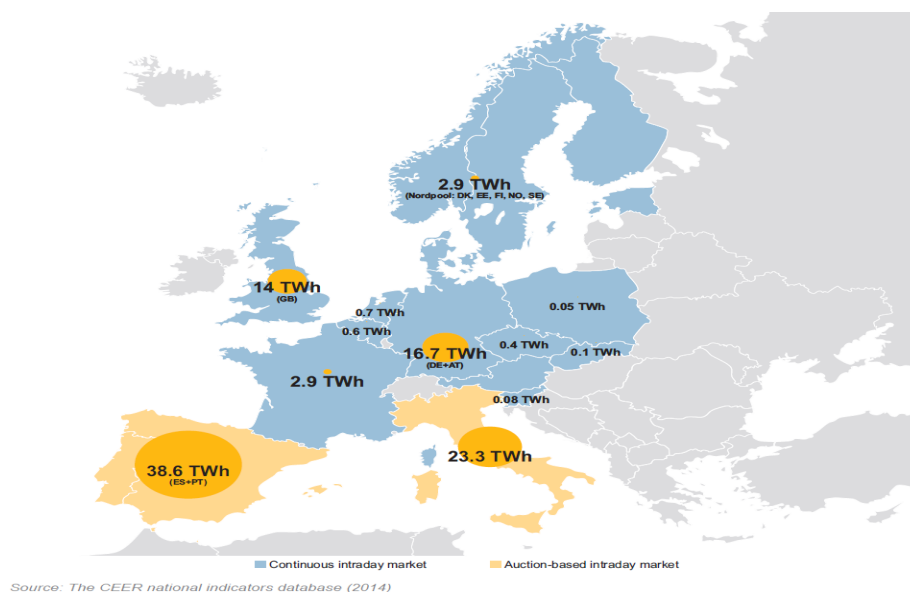 2.9 TWh
(Nordpool: DK, EE, FI, NO, SE)
14 TWh
(GB)
0.7 TWh
0.6 TWh
0.05 TWh
16.7 TWh
(DE+AT)
0.4 TWh
0.1 TWh
2.9 TWh
0.08 TWh
38.6 TWh
(ES+PT)
23.3 TWh
Continuous intraday market
Auction-based intraday market
Source: The CEER national indicators database (2014)